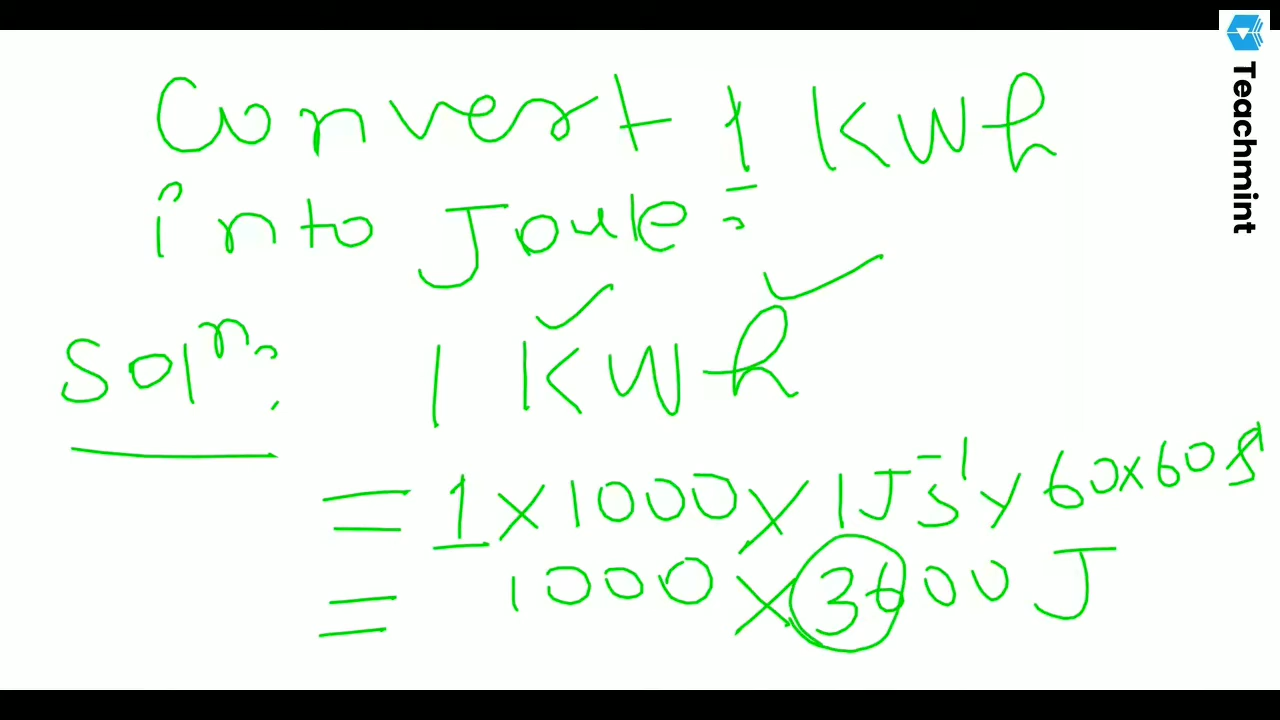 Convert 1 KWh
into Joule:
Solⁿ: 1 KWh
= 1 × 1000 × 1 J s⁻¹ × 60 × 60 s
= 1000 × 3600 J
Teachmint